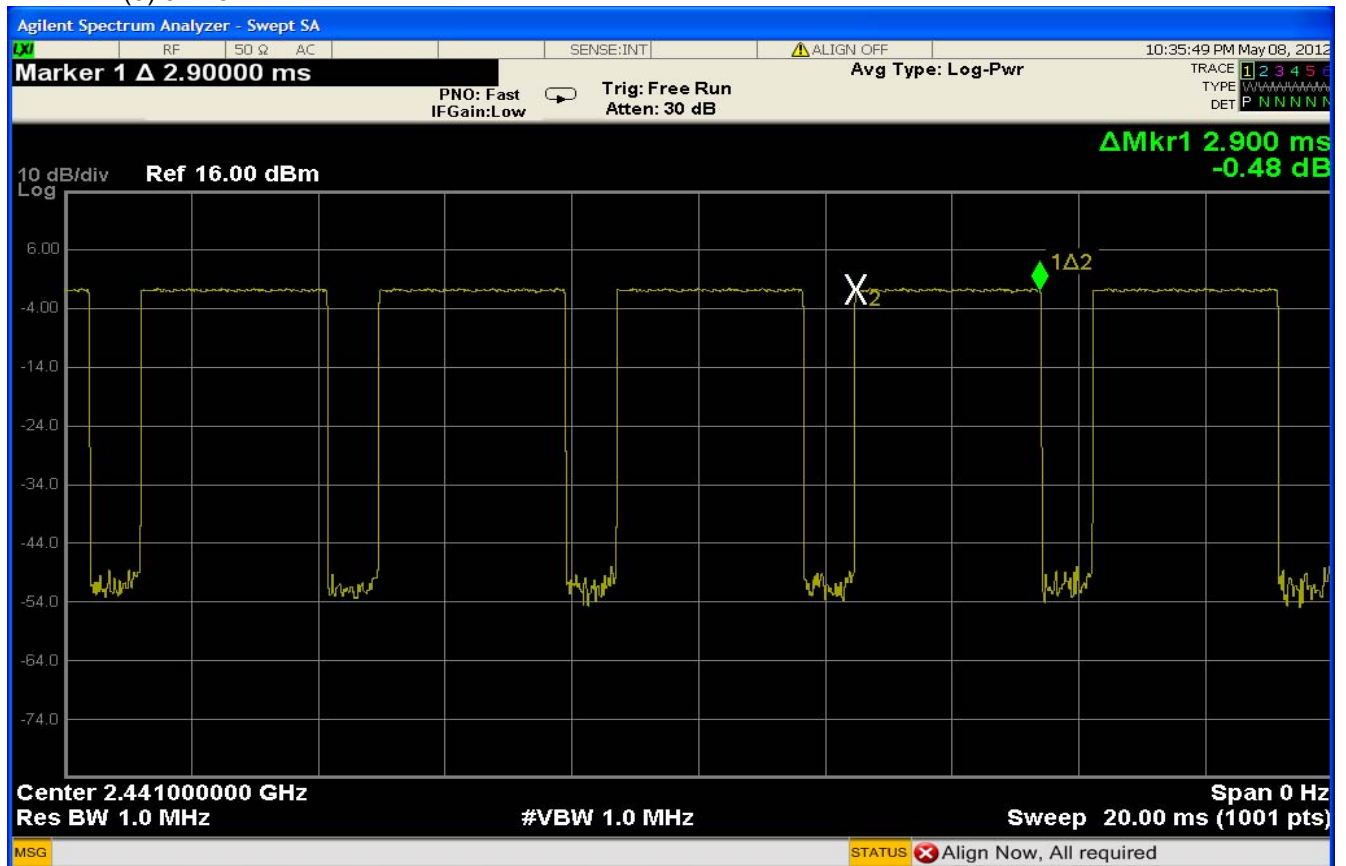 Agilent Spectrum Analyzer - Swept SA
LXI RF 50 Ω AC SENSE:INT ALIGN OFF 10:35:49 PM May 08, 2012
Marker 1 Δ 2.90000 ms
PNO: Fast
IFGain:Low
Trig: Free Run
Atten: 30 dB
Avg Type: Log-Pwr
TRACE 1 2 3 4 5 6
TYPE
DET P N N N N N
ΔMkr1 2.900 ms
-0.48 dB
10 dB/div Ref 16.00 dBm
Log
6.00
1Δ2
X2
-4.00
-14.0
-24.0
-34.0
-44.0
-54.0
-64.0
-74.0
Center 2.441000000 GHz Span 0 Hz
Res BW 1.0 MHz #VBW 1.0 MHz Sweep 20.00 ms (1001 pts)
MSG STATUS Align Now, All required